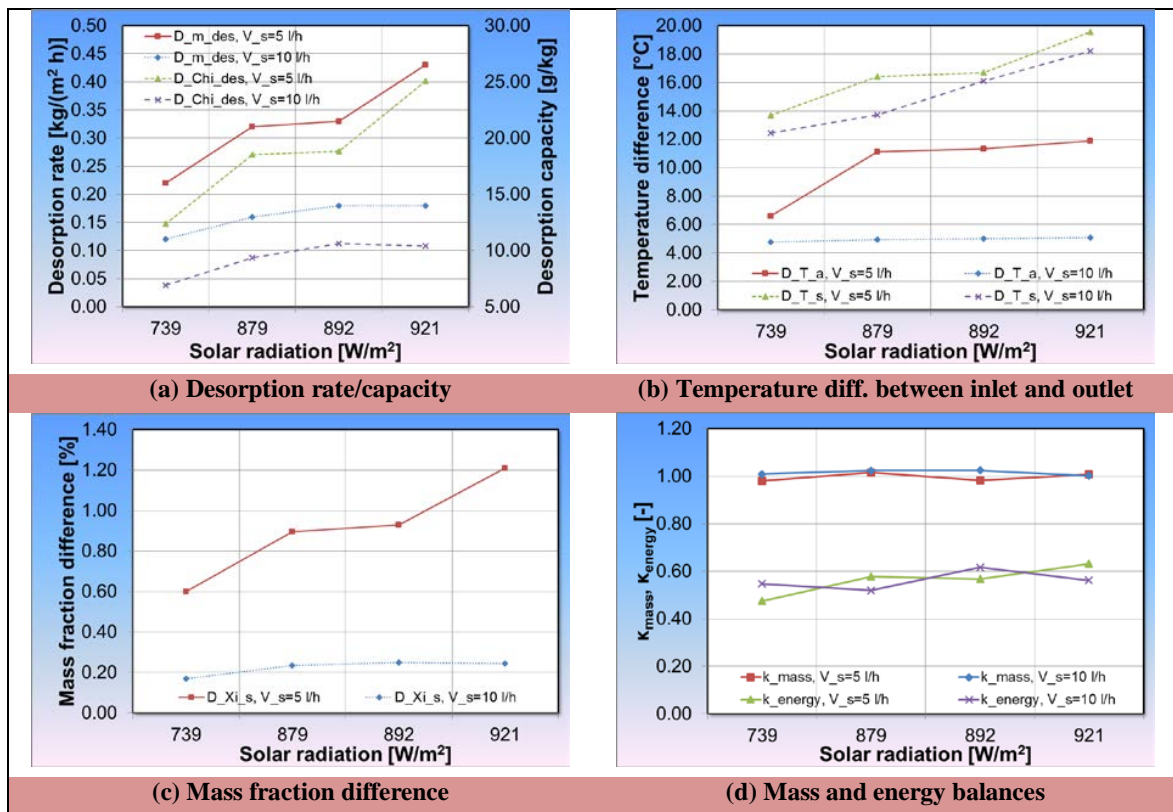 0.50
0.45
0.40
0.35
0.30
0.25
0.20
0.15
0.10
0.05
0.00
Desorption rate [kg/(m² h)]
D_m_des, V_s=5 l/h
D_m_des, V_s=10 l/h
D_Chi_des, V_s=5 l/h
D_Chi_des, V_s=10 l/h
30.00
25.00
20.00
15.00
10.00
5.00
Desorption capacity [g/kg]
739 879 892 921
Solar radiation [W/m²]
(a) Desorption rate/capacity
20.00
18.00
16.00
14.00
12.00
10.00
8.00
6.00
4.00
2.00
0.00
Temperature difference [°C]
D_T_a, V_s=5 l/h D_T_a, V_s=10 l/h
D_T_s, V_s=5 l/h D_T_s, V_s=10 l/h
739 879 892 921
Solar radiation [W/m²]
(b) Temperature diff. between inlet and outlet
1.40
1.20
1.00
0.80
0.60
0.40
0.20
0.00
Mass fraction difference [%]
D_Xi_s, V_s=5 l/h D_Xi_s, V_s=10 l/h
739 879 892 921
Solar radiation [W/m²]
(c) Mass fraction difference
1.20
1.00
0.80
0.60
0.40
0.20
0.00
κmass, κenergy [-]
k_mass, V_s=5 l/h k_mass, V_s=10 l/h
k_energy, V_s=5 l/h k_energy, V_s=10 l/h
739 879 892 921
Solar radiation [W/m²]
(d) Mass and energy balances